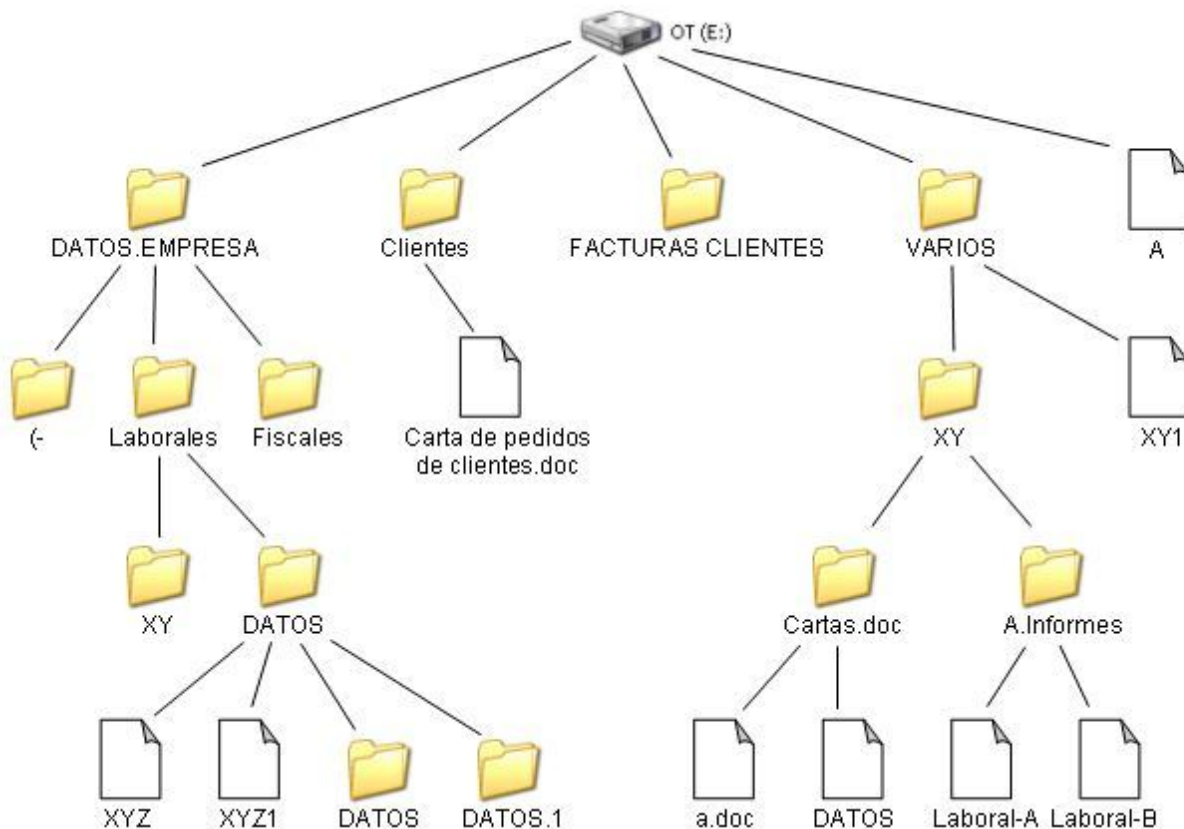 OT (E:)
DATOS.EMPRESA
Clientes
FACTURAS CLIENTES
VARIOS
A
(-
Laborales
Fiscales
Carta de pedidos
de clientes.doc
XY
XY1
XY
DATOS
Cartas.doc
A.Informes
XYZ
XYZ1
DATOS
DATOS.1
a.doc
DATOS
Laboral-A
Laboral-B